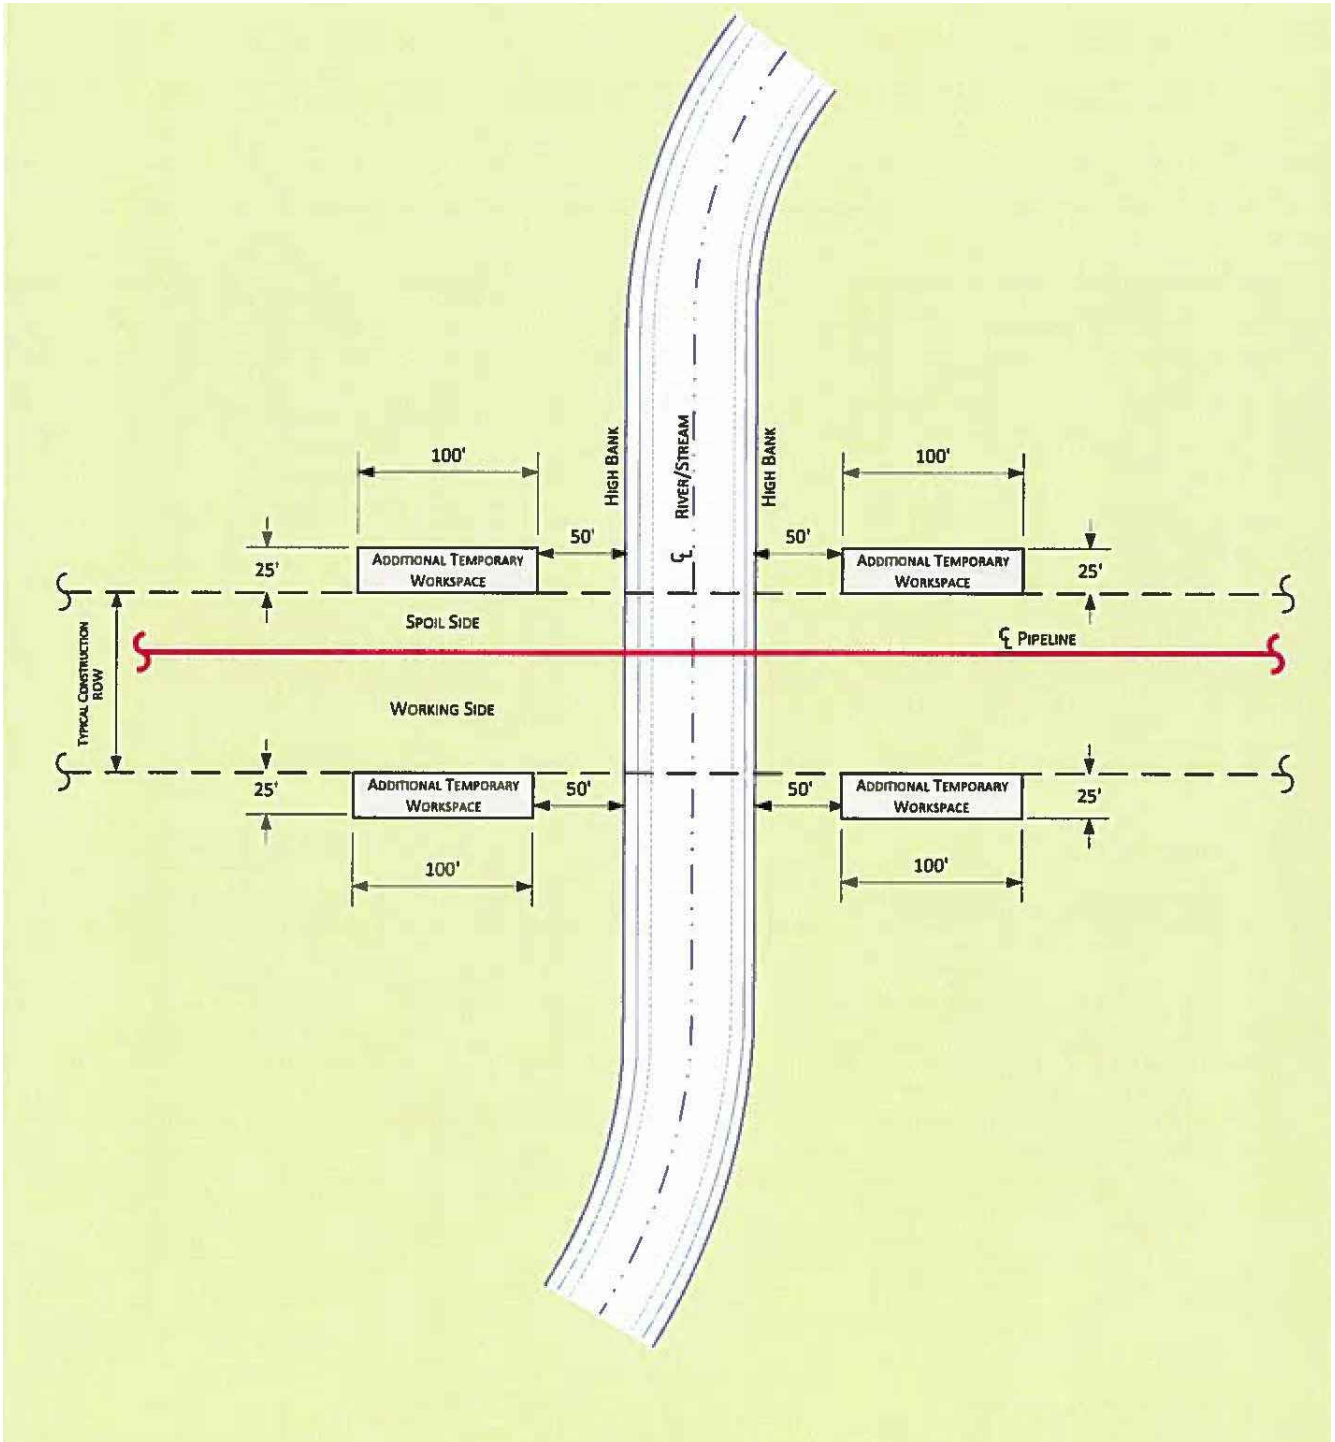 100'
100'
HIGH BANK
RIVER/STREAM
HIGH BANK
50'
50'
25'
ADDITIONAL TEMPORARY
WORKSPACE
ADDITIONAL TEMPORARY
WORKSPACE
25'
℄
SPOIL SIDE
℄ PIPELINE
TYPICAL CONSTRUCTION
ROW
WORKING SIDE
25'
ADDITIONAL TEMPORARY
WORKSPACE
50'
50'
ADDITIONAL TEMPORARY
WORKSPACE
25'
100'
100'